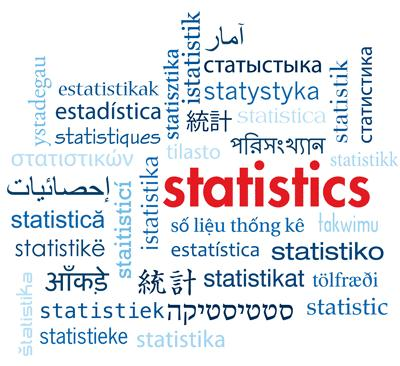 آمار
статыстыка
statystyka
estatistikak
estadística
statistiques
στατιστικών
ystadegau
statisztika
istatistik
統計
statistica
statistik
статистика
পরিসংখ্যান
tilasto
statistikk
إحصائيات
statistics
statistică
staitisticí
istatistika
số liệu thống kê
takwimu
statistikë
estatística
statistiko
आँकड़े
統計
statistikat
tölfræði
štatistika
statistiek
סטטיסטיקה
statistic
statistieke
statistika